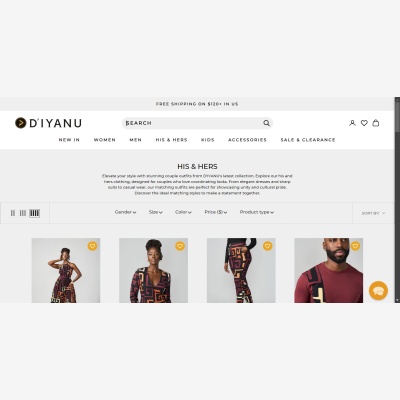 FREE SHIPPING ON $120+ IN US
D'IYANU
SEARCH
NEW IN WOMEN MEN HIS & HERS KIDS ACCESSORIES SALE & CLEARANCE
HIS & HERS
Elevate your style with stunning couple outfits from D'IYANU's latest collection. Explore our his and
hers clothing, designed for couples who love coordinating looks. From elegant dresses and sharp
suits to casual wear, our matching outfits are perfect for showcasing unity and cultural pride.
Discover the ideal matching styles to make a statement together.
Gender Size Color Price ($) Product type
SORT BY